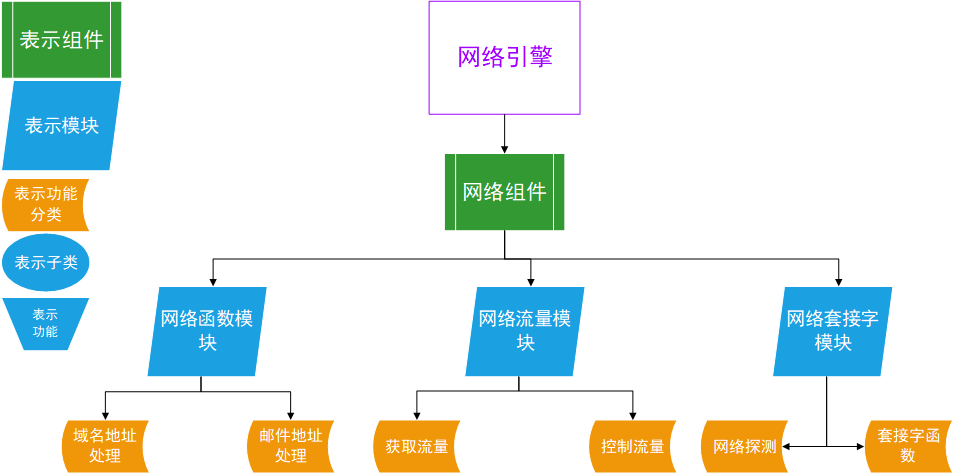 表示组件
表示模块
表示功能
分类
表示子类
表示
功能
网络引擎
网络组件
网络函数模
块
网络流量模
块
网络套接字
模块
域名地址
处理
邮件地址
处理
获取流量
控制流量
网络探测
套接字函
数